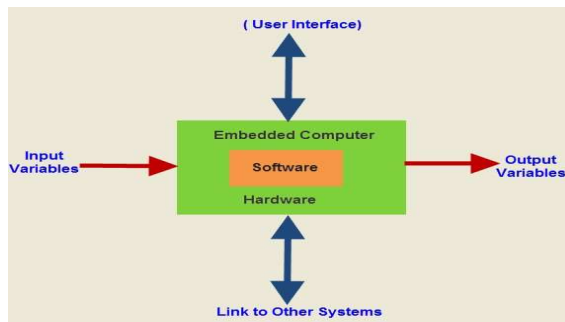 ( User Interface)
Embedded Computer
Input
Variables
Software
Output
Variables
Hardware
Link to Other Systems